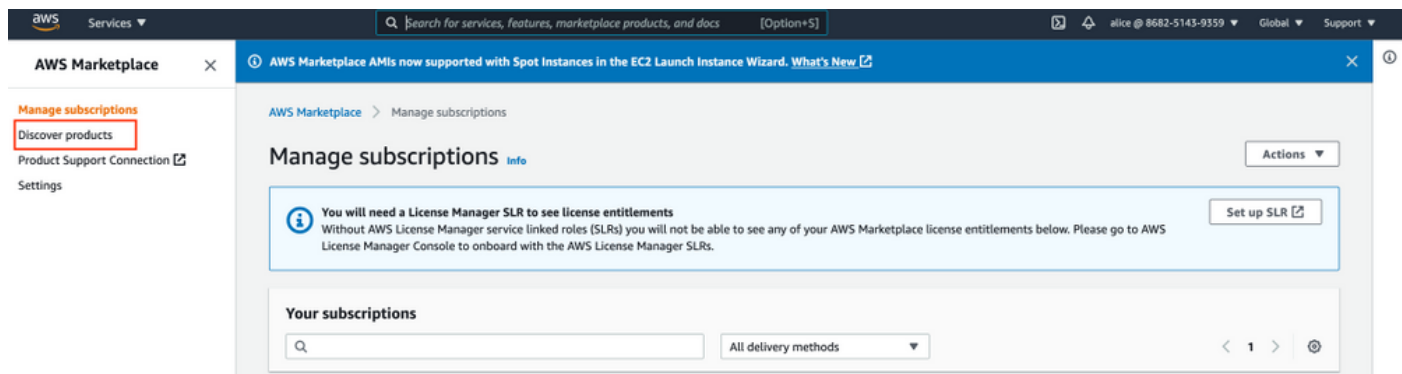 aws Services ▼ Search for services, features, marketplace products, and docs [Option+S] alice @ 8682-5143-9359 ▼ Global ▼ Support ▼
AWS Marketplace
Manage subscriptions
Discover products
Product Support Connection
Settings
AWS Marketplace AMIs now supported with Spot Instances in the EC2 Launch Instance Wizard. What's New
AWS Marketplace > Manage subscriptions
Manage subscriptions Info
Actions ▼
You will need a License Manager SLR to see license entitlements
Without AWS License Manager service linked roles (SLRs) you will not be able to see any of your AWS Marketplace license entitlements below. Please go to AWS
License Manager Console to onboard with the AWS License Manager SLRs.
Set up SLR
Your subscriptions
All delivery methods ▼
< 1 >